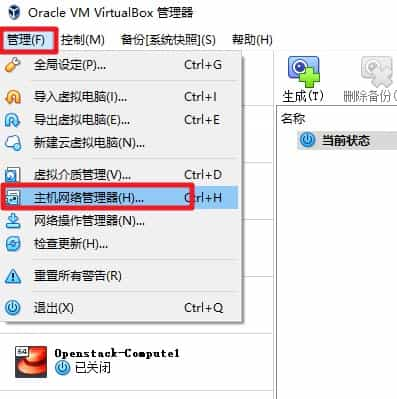 Oracle VM VirtualBox 管理器
管理(F) 控制(M) 备份[系统快照](S) 帮助(H)
全局设定(P)... Ctrl+G
导入虚拟电脑(I)... Ctrl+I
导出虚拟电脑(E)... Ctrl+E
新建云虚拟电脑(N)...
虚拟介质管理(V)... Ctrl+D
主机网络管理器(H)... Ctrl+H
网络操作管理器(N)...
检查更新(H)...
重置所有警告(R)
退出(X) Ctrl+Q
生成(T) 删除备份(
名称
当前状态
64
Openstack-Compute1
已关闭